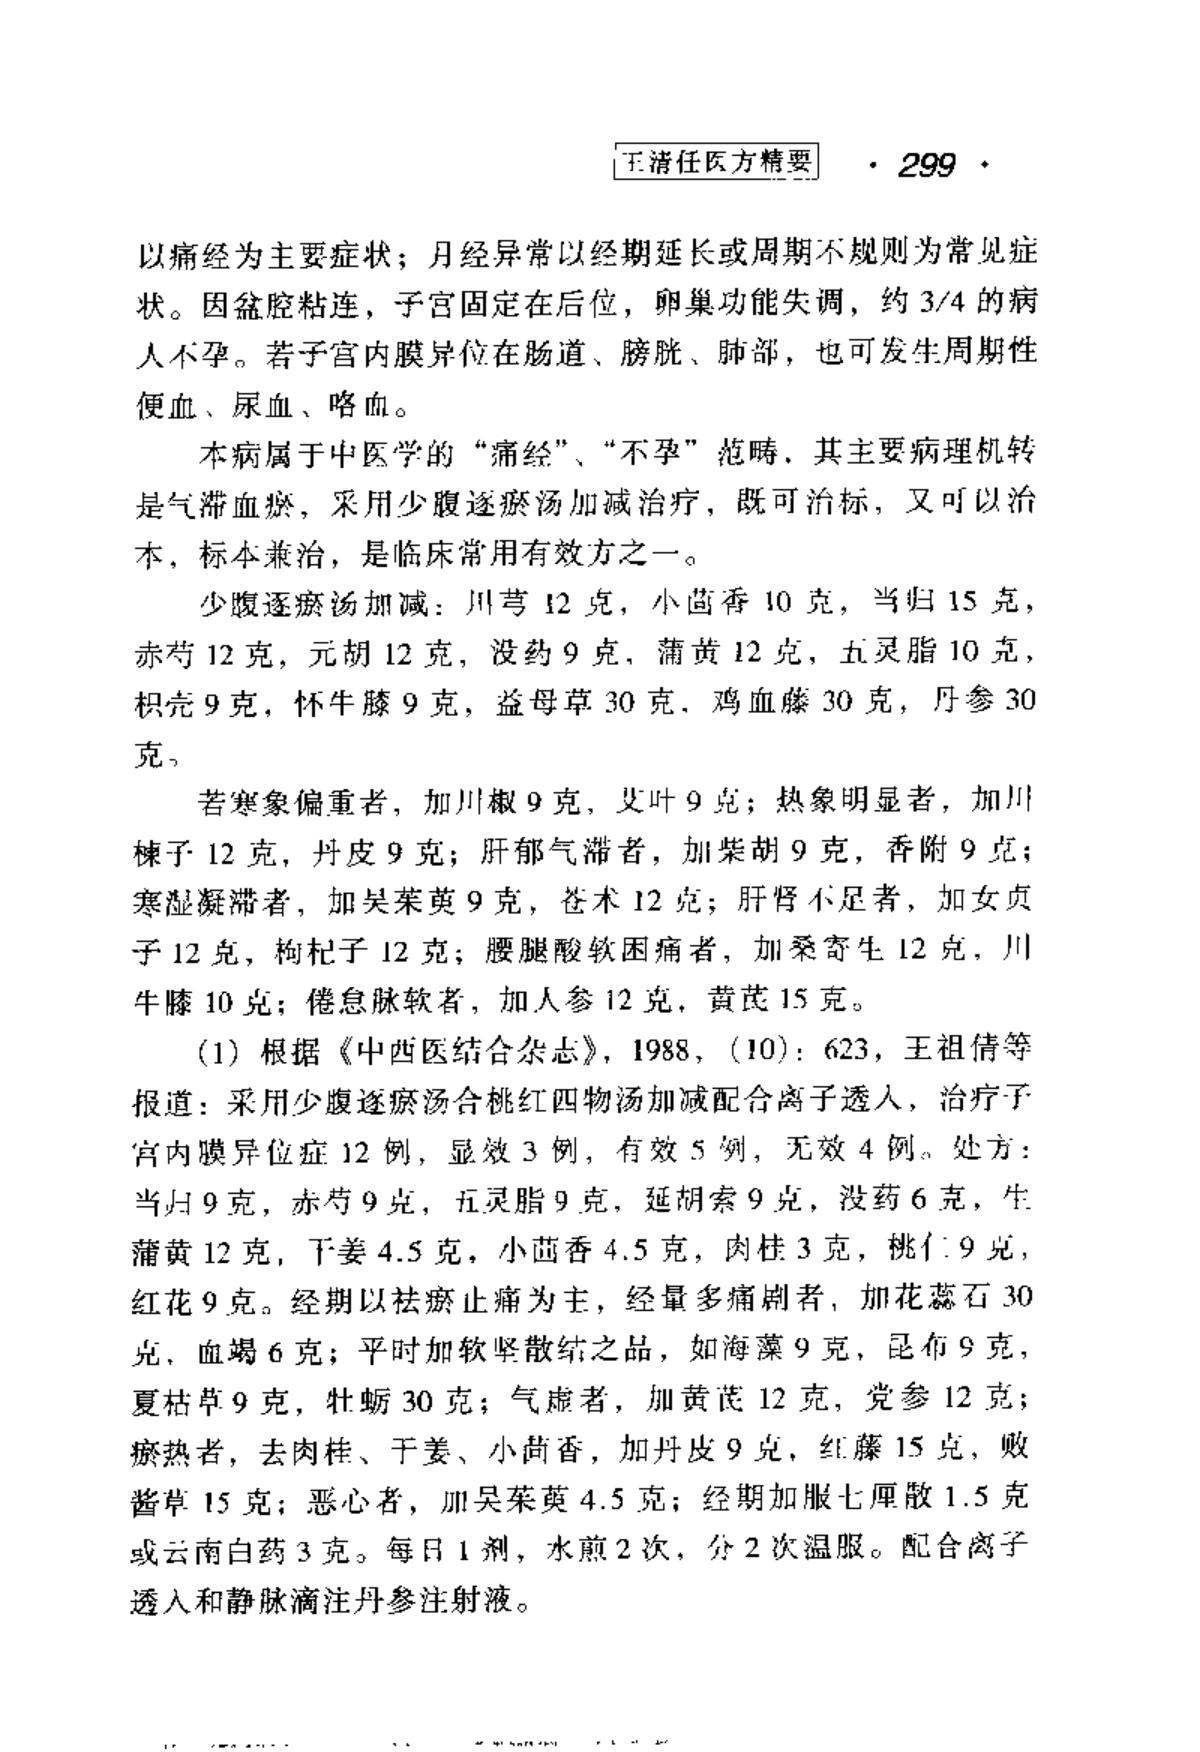 王清任医方精要 · 299 ·
以痛经为主要症状；月经异常以经期延长或周期不规则为常见症
状。因盆腔粘连，子宫固定在后位，卵巢功能失调，约 3/4 的病
人不孕。若子宫内膜异位在肠道、膀胱、肺部，也可发生周期性
便血、尿血、咯血。
本病属于中医学的“痛经”、“不孕”范畴．其主要病理机转
是气滞血瘀，采用少腹逐瘀汤加减治疗，既可治标，又可以治
本，标本兼治，是临床常用有效方之一。
少腹逐瘀汤加减：川芎 12 克，小茴香 10 克，当归 15 克，
赤芍 12 克，元胡 12 克，没药 9 克，蒲黄 12 克，五灵脂 10 克，
枳壳 9 克，怀牛膝 9 克，益母草 30 克，鸡血藤 30 克，丹参 30
克。
若寒象偏重者，加川椒 9 克，艾叶 9 克；热象明显者，加川
楝子 12 克，丹皮 9 克；肝郁气滞者，加柴胡 9 克，香附 9 克；
寒湿凝滞者，加吴茱萸 9 克，苍术 12 克；肝肾不足者，加女贞
子 12 克，枸杞子 12 克；腰腿酸软困痛者，加桑寄生 12 克，川
牛膝 10 克；倦怠脉软者，加人参 12 克，黄芪 15 克。
（1）根据《中西医结合杂志》，1988，（10）：623，王祖倩等
报道：采用少腹逐瘀汤合桃红四物汤加减配合离子透入，治疗子
宫内膜异位症 12 例，显效 3 例，有效 5 例，无效 4 例。处方：
当归 9 克，赤芍 9 克，五灵脂 9 克，延胡索 9 克，没药 6 克，生
蒲黄 12 克，干姜 4.5 克，小茴香 4.5 克，肉桂 3 克，桃仁 9 克，
红花 9 克。经期以祛瘀止痛为主，经量多痛剧者，加花蕊石 30
克，血竭 6 克；平时加软坚散结之品，如海藻 9 克，昆布 9 克，
夏枯草 9 克，牡蛎 30 克；气虚者，加黄芪 12 克，党参 12 克；
瘀热者，去肉桂、干姜、小茴香，加丹皮 9 克，红藤 15 克，败
酱草 15 克；恶心者，加吴茱萸 4.5 克；经期加服七厘散 1.5 克
或云南白药 3 克。每日 1 剂，水煎 2 次，分 2 次温服。配合离子
透入和静脉滴注丹参注射液。